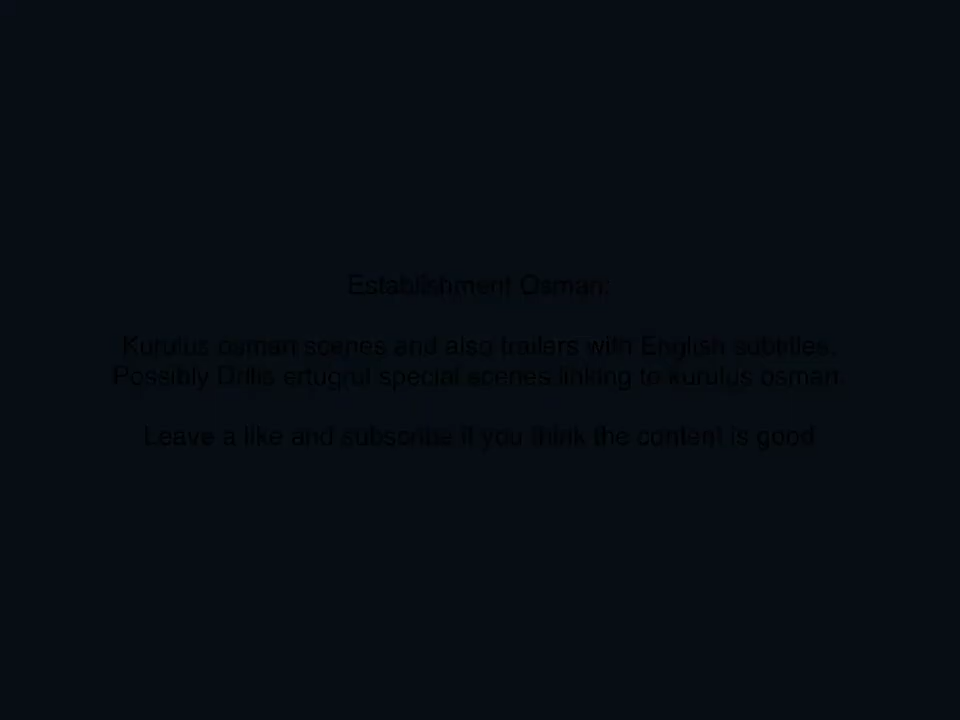 Establishment Osman:
Kurulus osman scenes and also trailers with English subtitles.
Possibly Dirilis ertugrul special scenes linking to kurulus osman.
Leave a like and subscribe if you think the content is good